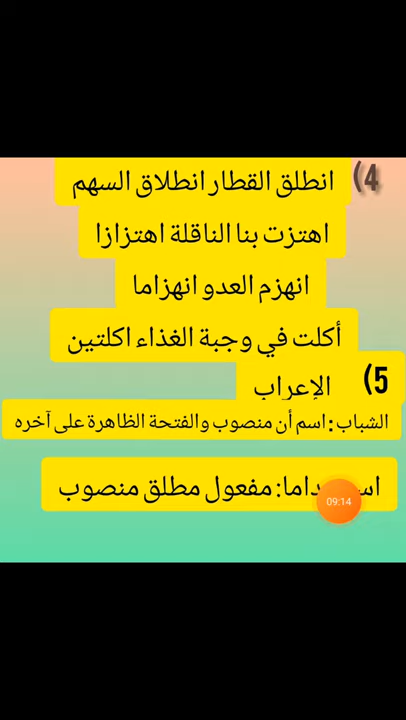 4) انطلق القطار انطلاق السهم
اهتزت بنا الناقلة اهتزازا
انهزم العدو انهزاما
أكلت في وجبة الغذاء اكلتين
5) الإعراب
الشباب: اسم أن منصوب والفتحة الظاهرة على آخره
مفعول مطلق منصوب
09:14